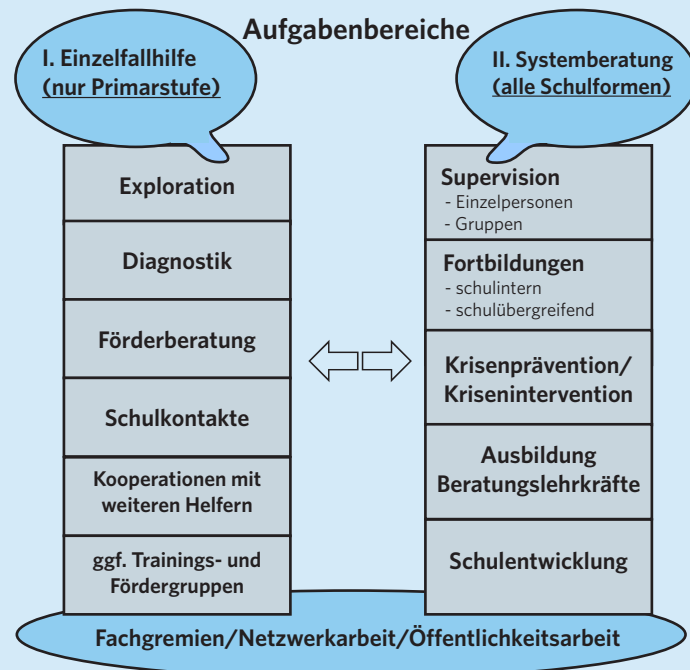 Aufgabenbereiche
I. Einzelfallhilfe
(nur Primarstufe)
Exploration
Diagnostik
Förderberatung
Schulkontakte
Kooperationen mit
weiteren Helfern
ggf. Trainings- und
Fördergruppen
II. Systemberatung
(alle Schulformen)
Supervision
- Einzelpersonen
- Gruppen
Fortbildungen
- schulintern
- schulübergreifend
Krisenprävention/
Krisenintervention
Ausbildung
Beratungslehrkräfte
Schulentwicklung
Fachgremien/Netzwerkarbeit/Öffentlichkeitsarbeit